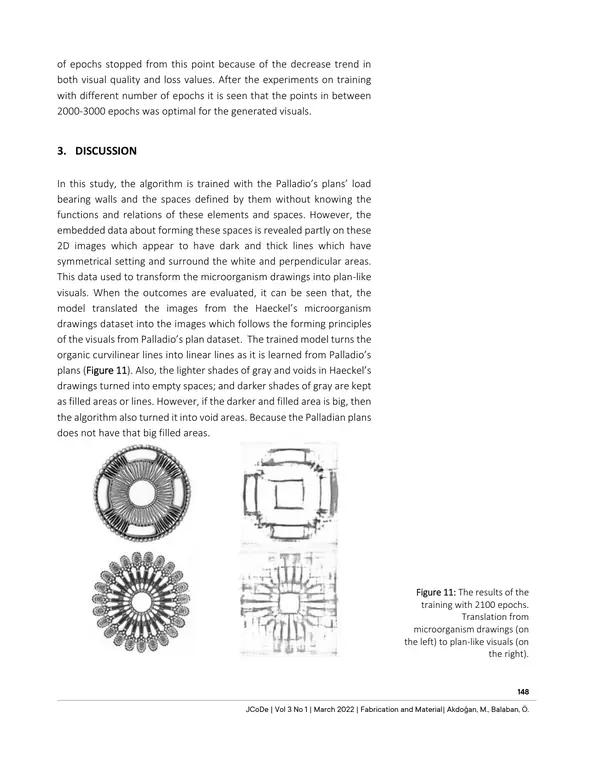 of epochs stopped from this point because of the decrease trend in
both visual quality and loss values. After the experiments on training
with different number of epochs it is seen that the points in between
2000-3000 epochs was optimal for the generated visuals.
3. DISCUSSION
In this study, the algorithm is trained with the Palladio's plans' load
bearing walls and the spaces defined by them without knowing the
functions and relations of these elements and spaces. However, the
embedded data about forming these spaces is revealed partly on these
2D images which appear to have dark and thick lines which have
symmetrical setting and surround the white and perpendicular areas.
This data used to transform the microorganism drawings into plan-like
visuals. When the outcomes are evaluated, it can be seen that, the
model translated the images from the Haeckel's microorganism
drawings dataset into the images which follows the forming principles
of the visuals from Palladio's plan dataset. The trained model turns the
organic curvilinear lines into linear lines as it is learned from Palladio's
plans (Figure 11). Also, the lighter shades of gray and voids in Haeckel's
drawings turned into empty spaces; and darker shades of gray are kept
as filled areas or lines. However, if the darker and filled area is big, then
the algorithm also turned it into void areas. Because the Palladian plans
does not have that big filled areas.
Figure 11: The results of the
training with 2100 epochs.
Translation from
microorganism drawings (on
the left) to plan-like visuals (on
the right).
148
JCoDe | Vol 3 No 1 | March 2022 | Fabrication and Material| Akdoğan, M., Balaban, Ö.